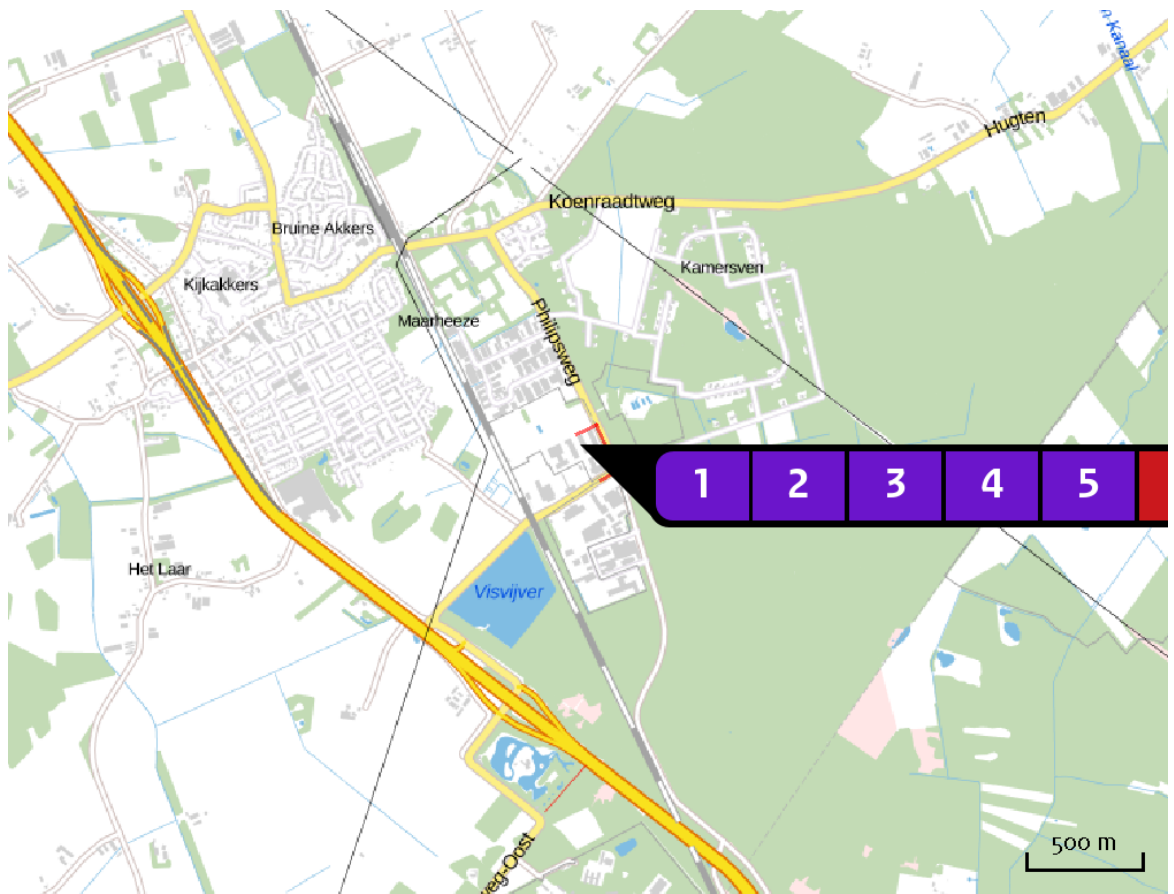 n-Kanaal
Hugten
Koenraadtweg
Bruine Akkers
Kamersven
Kijkakkers
Philipsweg
Maarheeze
1 2 3 4 5
Het Laar
Visvijver
weg-Oost
500 m